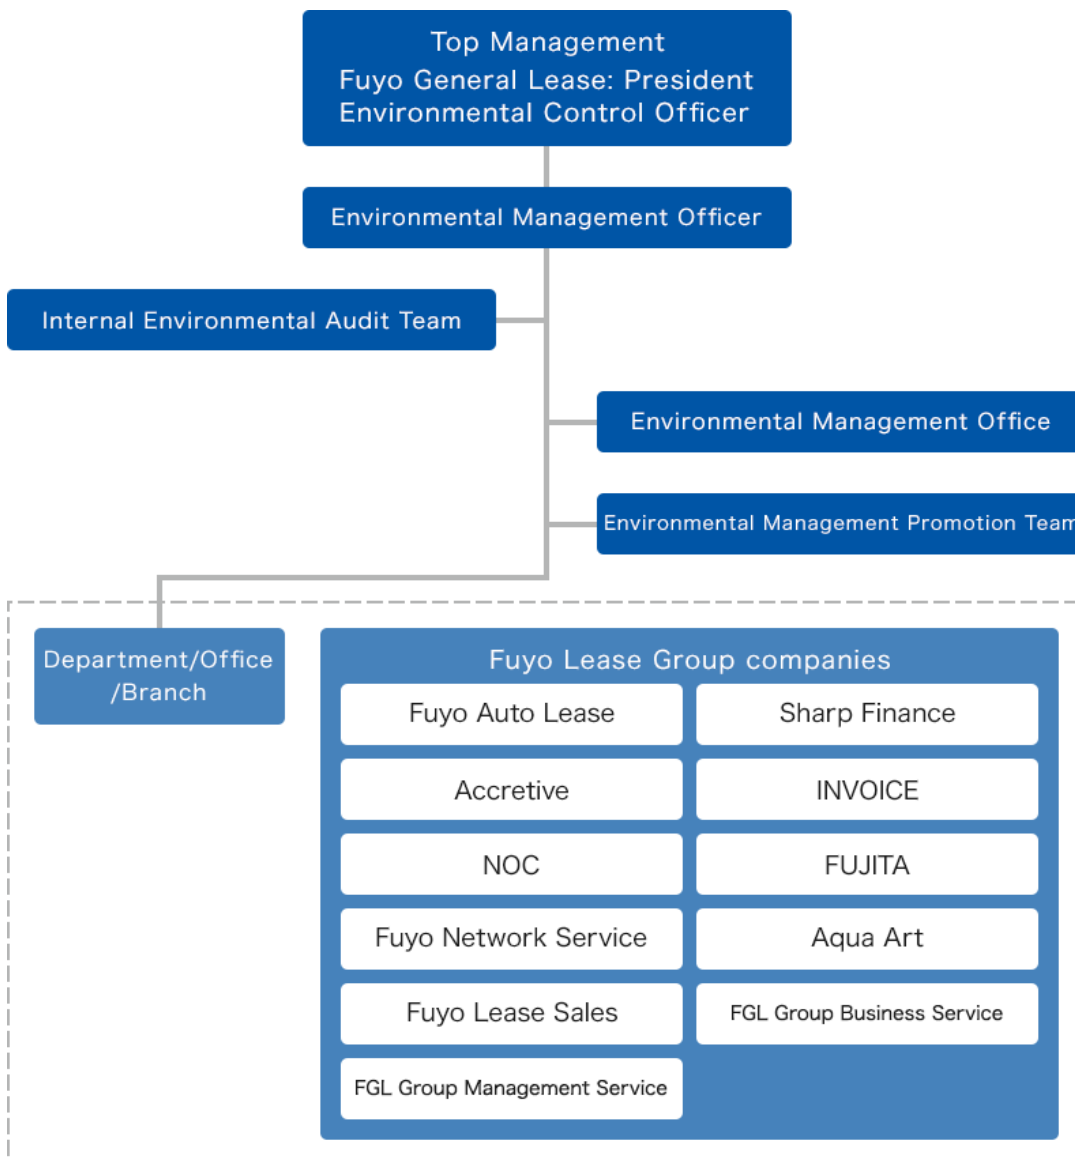 Top Management
Fuyo General Lease: President
Environmental Control Officer
Environmental Management Officer
Internal Environmental Audit Team
Environmental Management Office
Environmental Management Promotion Team
Department/Office
/Branch
Fuyo Lease Group companies
Fuyo Auto Lease
Sharp Finance
Accretive
INVOICE
NOC
FUJITA
Fuyo Network Service
Aqua Art
Fuyo Lease Sales
FGL Group Business Service
FGL Group Management Service